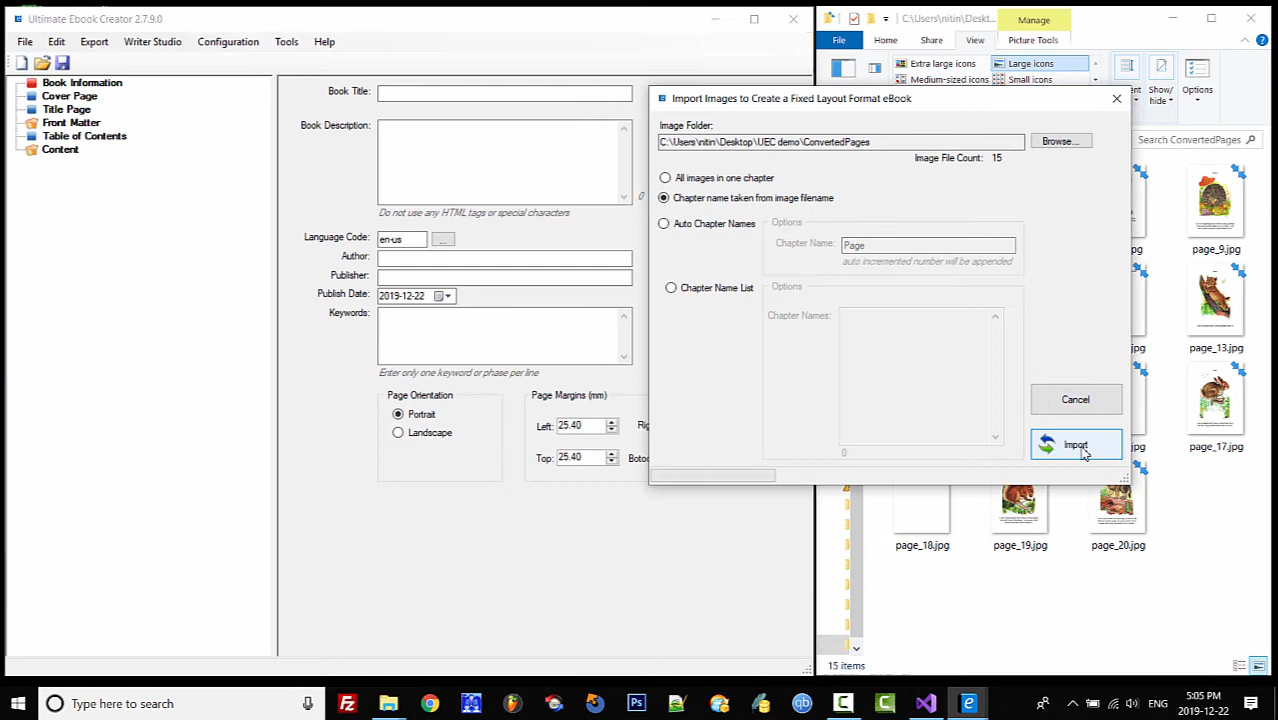 Ultimate Ebook Creator 2.7.9.0
File Edit Export Writer Studio Configuration Tools Help
Book Information
Cover Page
Title Page
Front Matter
Table of Contents
Content
Book Title:
Book Description:
0
Do not use any HTML tags or special characters
Language Code: en-us ...
Author:
Publisher:
Publish Date: 2019-12-22
Keywords:
Enter only one keyword or phase per line
Page Orientation
Portrait
Landscape
Page Margins (mm)
Left: 25.40
Top: 25.40
C:\Users\nitin\Deskt...
Manage
File Home Share View Picture Tools
Extra large icons Large icons
Medium-sized icons Small icons
Show/
hide
Options
Search ConvertedPages
Import Images to Create a Fixed Layout Format eBook
Image Folder:
C:\Users\nitin\Desktop\UEC demo\ConvertedPages
Browse...
Image File Count: 15
All images in one chapter
Chapter name taken from image filename
Auto Chapter Names
Options
Chapter Name: Page
auto incremented number will be appended
Chapter Name List
Options
Chapter Names:
0
Cancel
Import
page_9.jpg
page_13.jpg
page_17.jpg
page_18.jpg page_19.jpg page_20.jpg
15 items
Type here to search
ENG
5:05 PM
2019-12-22